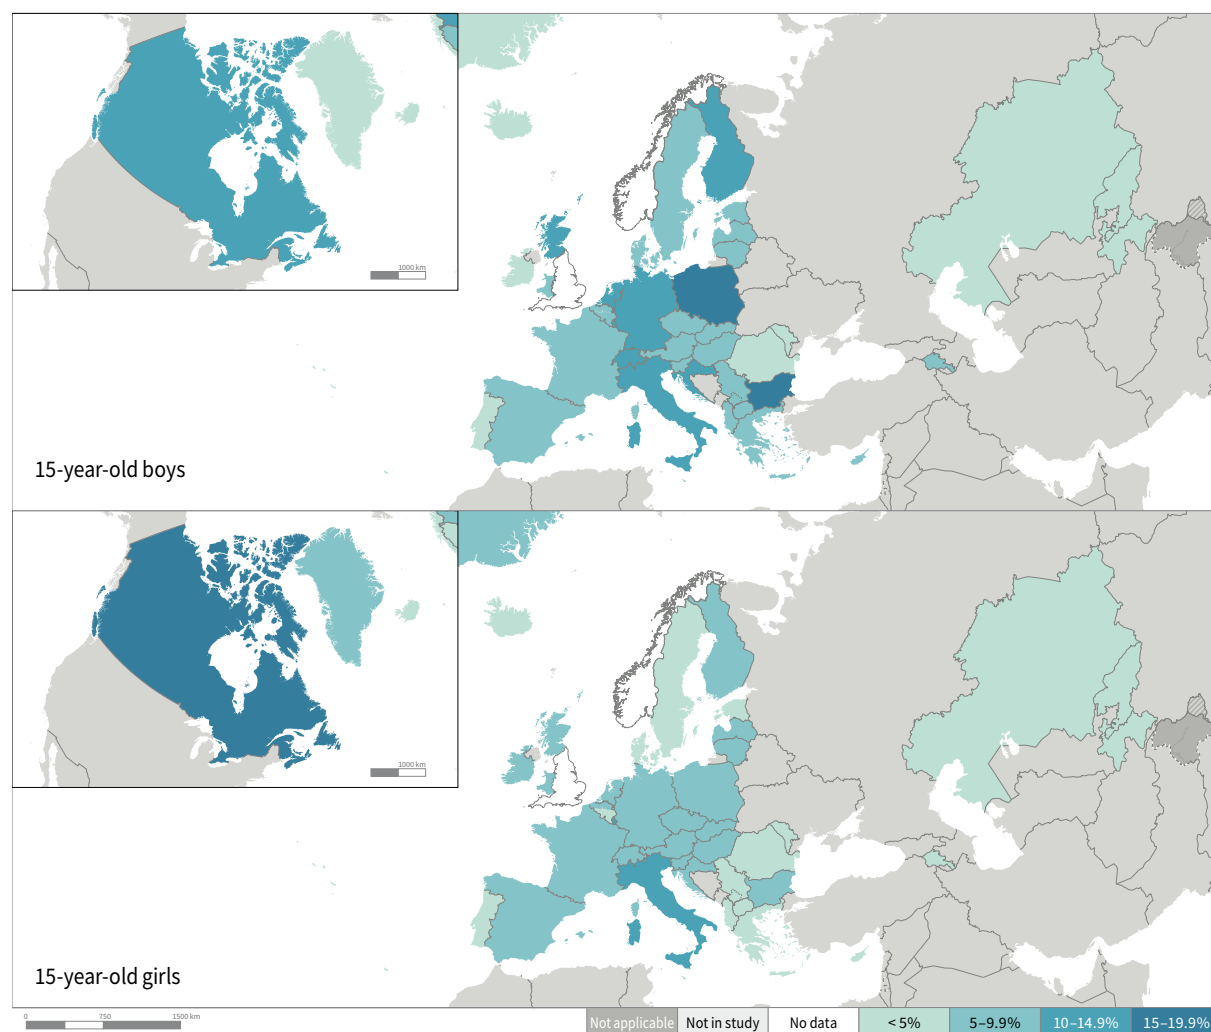 1000 km
15-year-old boys
1000 km
15-year-old girls
0 750 1500 km
Not applicable Not in study No data < 5% 5–9.9% 10–14.9% 15–19.9%